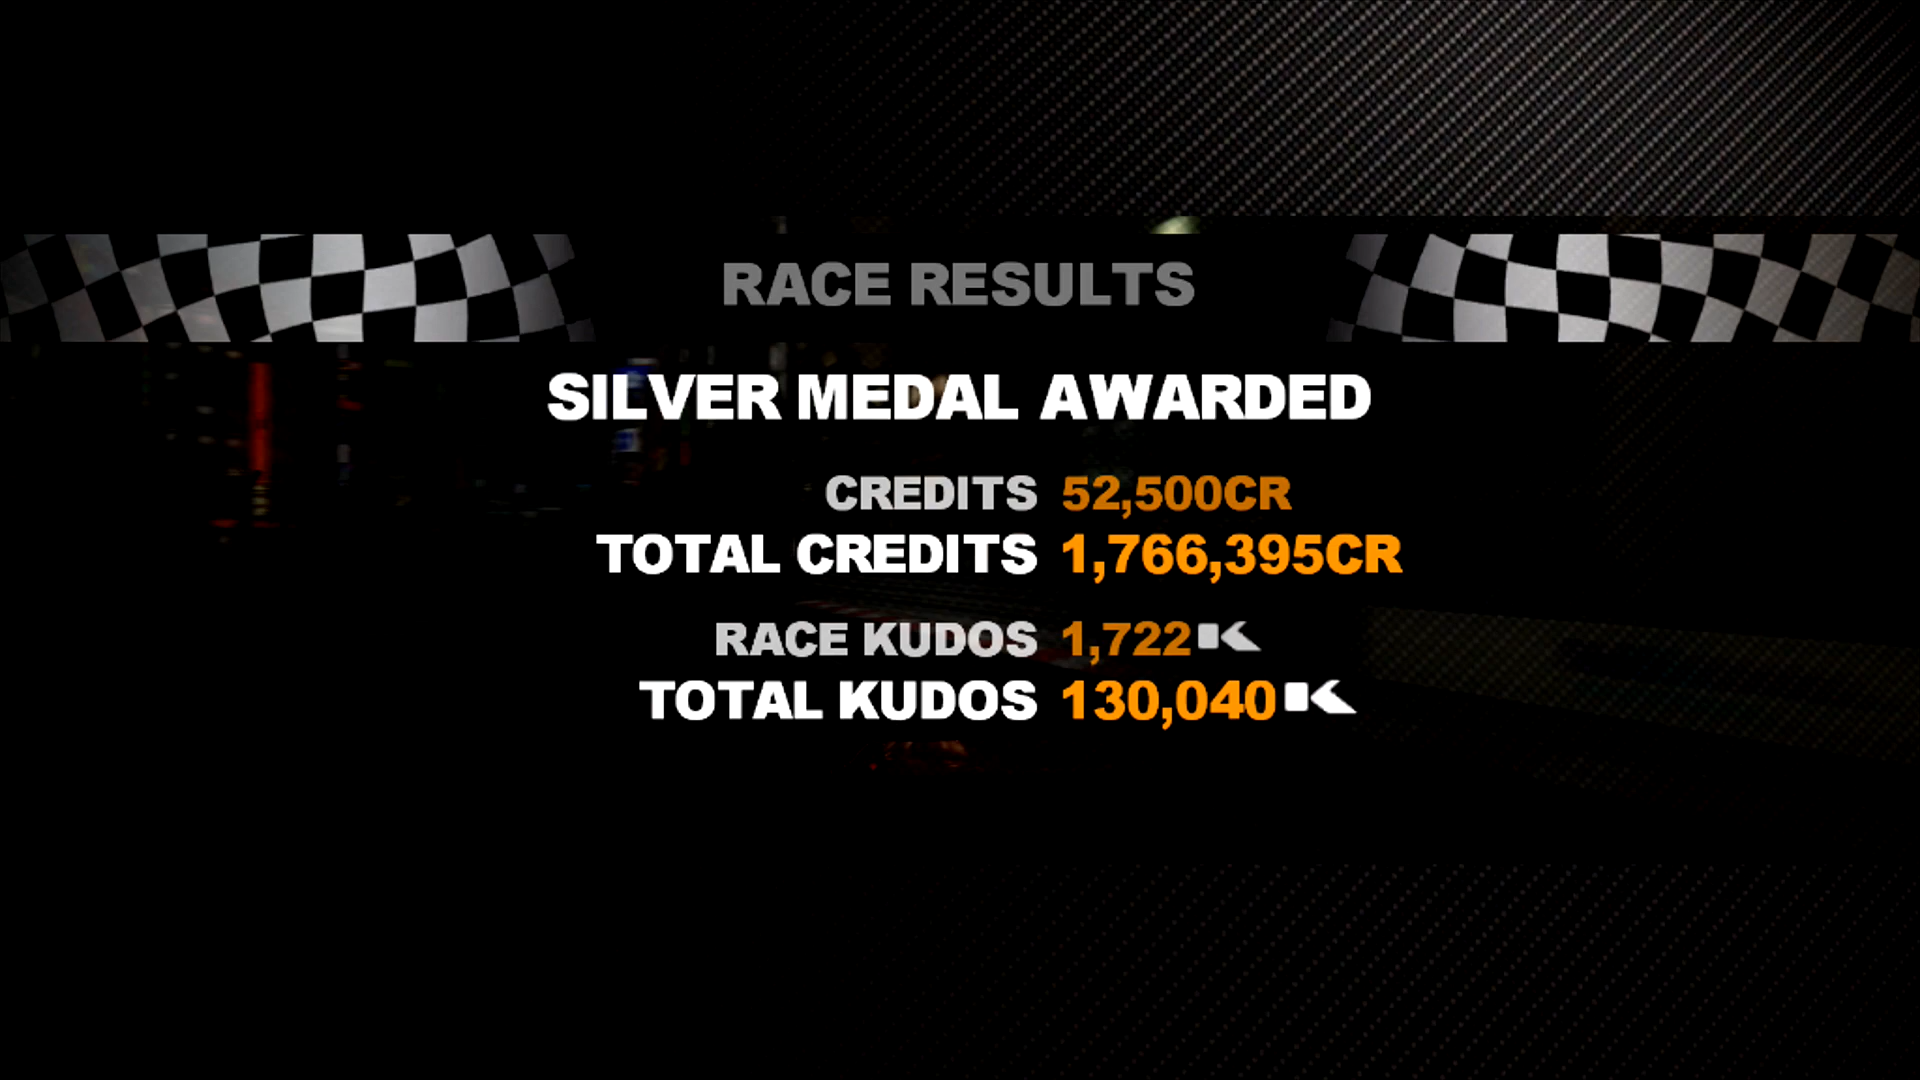 RACE RESULTS
SILVER MEDAL AWARDED
CREDITS 52,500CR
TOTAL CREDITS 1,766,395CR
RACE KUDOS 1,722
TOTAL KUDOS 130,040